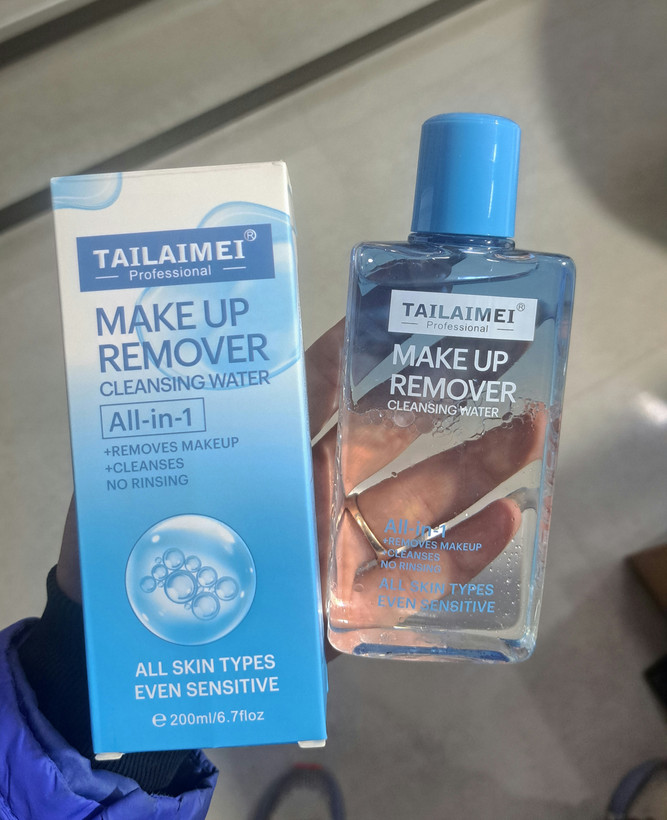 TAILAIMEI®
Professional
MAKE UP
REMOVER
CLEANSING WATER
All-in-1
+REMOVES MAKEUP
+CLEANSES
NO RINSING
ALL SKIN TYPES
EVEN SENSITIVE
℮ 200ml/6.7floz
TAILAIMEI®
Professional
MAKE UP
REMOVER
CLEANSING WATER
All-in-1
+REMOVES MAKEUP
+CLEANSES
NO RINSING
ALL SKIN TYPES
EVEN SENSITIVE